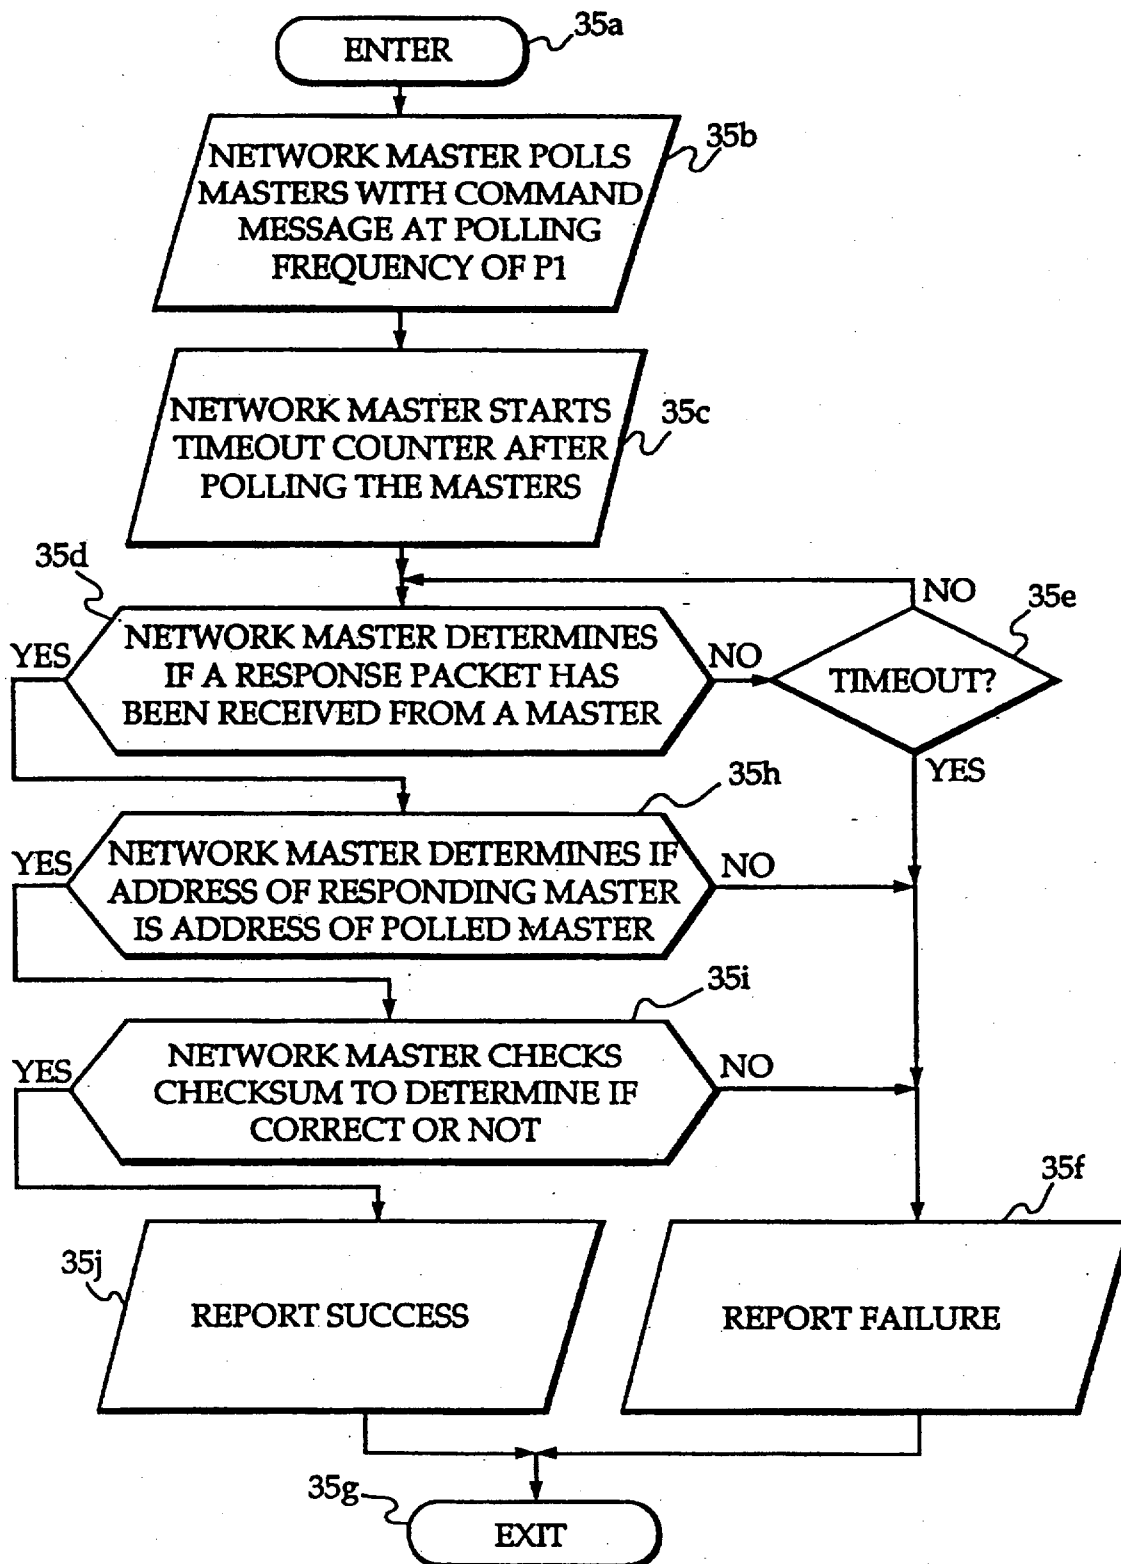 ENTER
35a
NETWORK MASTER POLLS
MASTERS WITH COMMAND
MESSAGE AT POLLING
FREQUENCY OF P1
35b
NETWORK MASTER STARTS
TIMEOUT COUNTER AFTER
POLLING THE MASTERS
35c
35d
YES
NETWORK MASTER DETERMINES
IF A RESPONSE PACKET HAS
BEEN RECEIVED FROM A MASTER
NO
NO
35e
TIMEOUT?
YES
35h
YES
NETWORK MASTER DETERMINES IF
ADDRESS OF RESPONDING MASTER
IS ADDRESS OF POLLED MASTER
NO
35i
YES
NETWORK MASTER CHECKS
CHECKSUM TO DETERMINE IF
CORRECT OR NOT
NO
35j
REPORT SUCCESS
35f
REPORT FAILURE
35g
EXIT